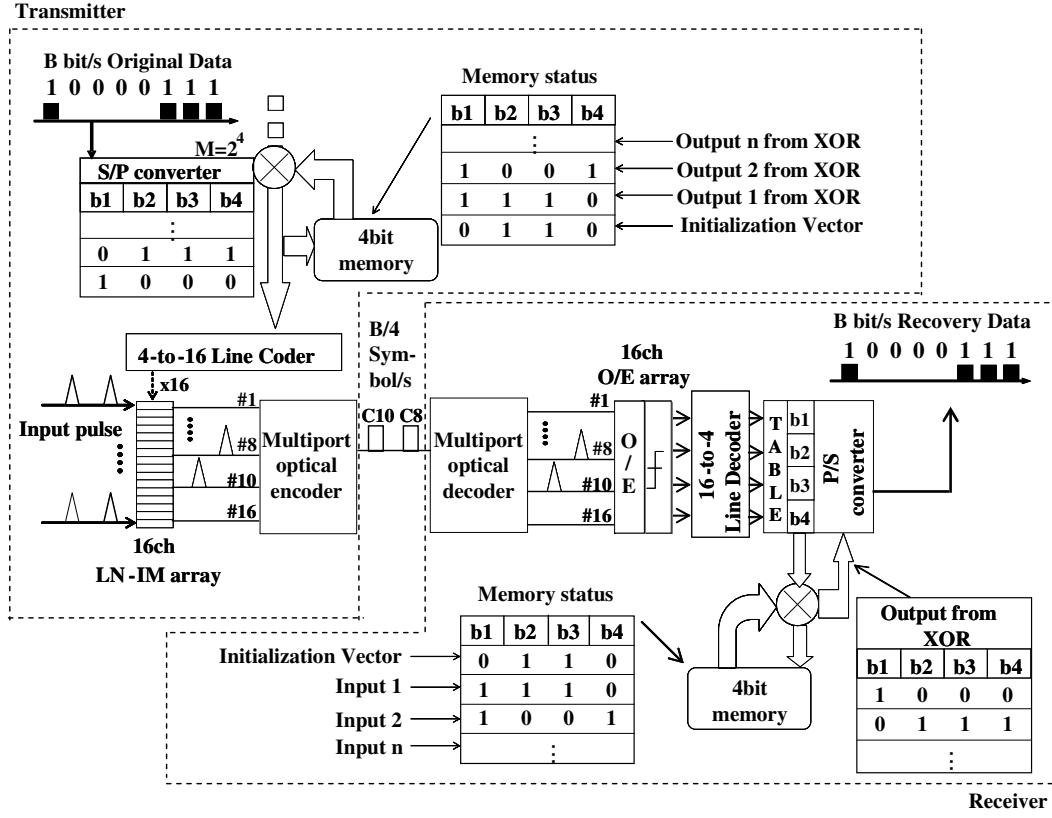 Transmitter
B bit/s Original Data
1 0 0 0 0 1 1 1
M=2^4
S/P converter
b1 b2 b3 b4
⋮
0 1 1 1
1 0 0 0
Memory status
b1 b2 b3 b4
⋮
1 0 0 1
1 1 1 0
0 1 1 0
Output n from XOR
Output 2 from XOR
Output 1 from XOR
Initialization Vector
4bit
memory
4-to-16 Line Coder
x16
Input pulse
#1
#8
#10
#16
16ch
LN-IM array
Multiport
optical
encoder
B/4
Sym-
bol/s
C10 C8
Multiport
optical
decoder
16ch
O/E array
#1
#8
#10
#16
O/E
16-to-4
Line Decoder
TABLE
b1
b2
b3
b4
P/S
converter
B bit/s Recovery Data
1 0 0 0 0 1 1 1
Memory status
b1 b2 b3 b4
0 1 1 0
1 1 1 0
1 0 0 1
⋮
Initialization Vector
Input 1
Input 2
Input n
4bit
memory
Output from
XOR
b1 b2 b3 b4
1 0 0 0
0 1 1 1
⋮
Receiver